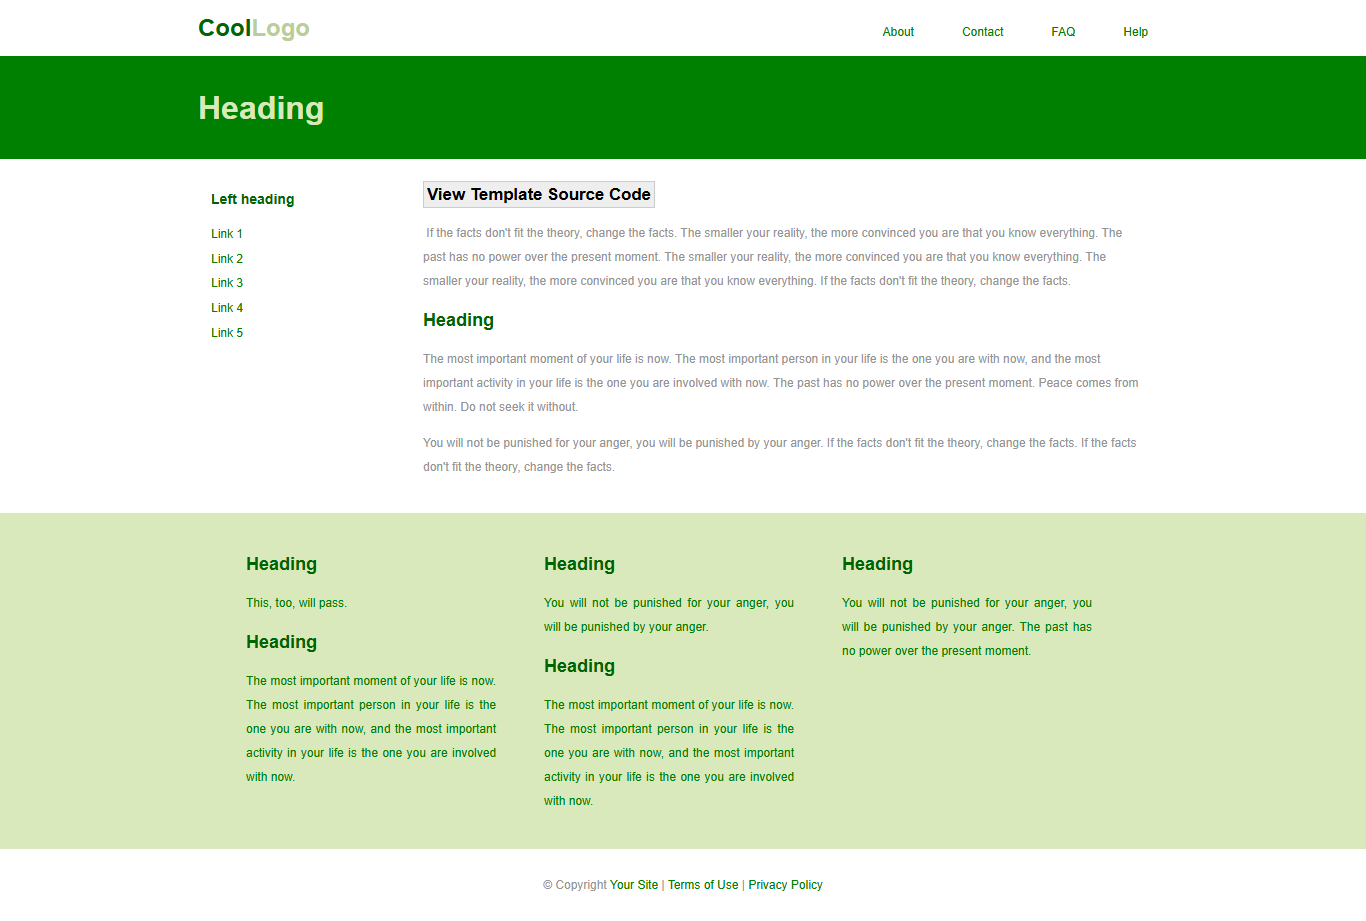 CoolLogo
About Contact FAQ Help
Heading
Left heading
Link 1
Link 2
Link 3
Link 4
Link 5
View Template Source Code
If the facts don't fit the theory, change the facts. The smaller your reality, the more convinced you are that you know everything. The
past has no power over the present moment. The smaller your reality, the more convinced you are that you know everything. The
smaller your reality, the more convinced you are that you know everything. If the facts don't fit the theory, change the facts.
Heading
The most important moment of your life is now. The most important person in your life is the one you are with now, and the most
important activity in your life is the one you are involved with now. The past has no power over the present moment. Peace comes from
within. Do not seek it without.
You will not be punished for your anger, you will be punished by your anger. If the facts don't fit the theory, change the facts. If the facts
don't fit the theory, change the facts.
Heading
This, too, will pass.
Heading
The most important moment of your life is now.
The most important person in your life is the
one you are with now, and the most important
activity in your life is the one you are involved
with now.
Heading
You will not be punished for your anger, you
will be punished by your anger.
Heading
The most important moment of your life is now.
The most important person in your life is the
one you are with now, and the most important
activity in your life is the one you are involved
with now.
Heading
You will not be punished for your anger, you
will be punished by your anger. The past has
no power over the present moment.
© Copyright Your Site | Terms of Use | Privacy Policy